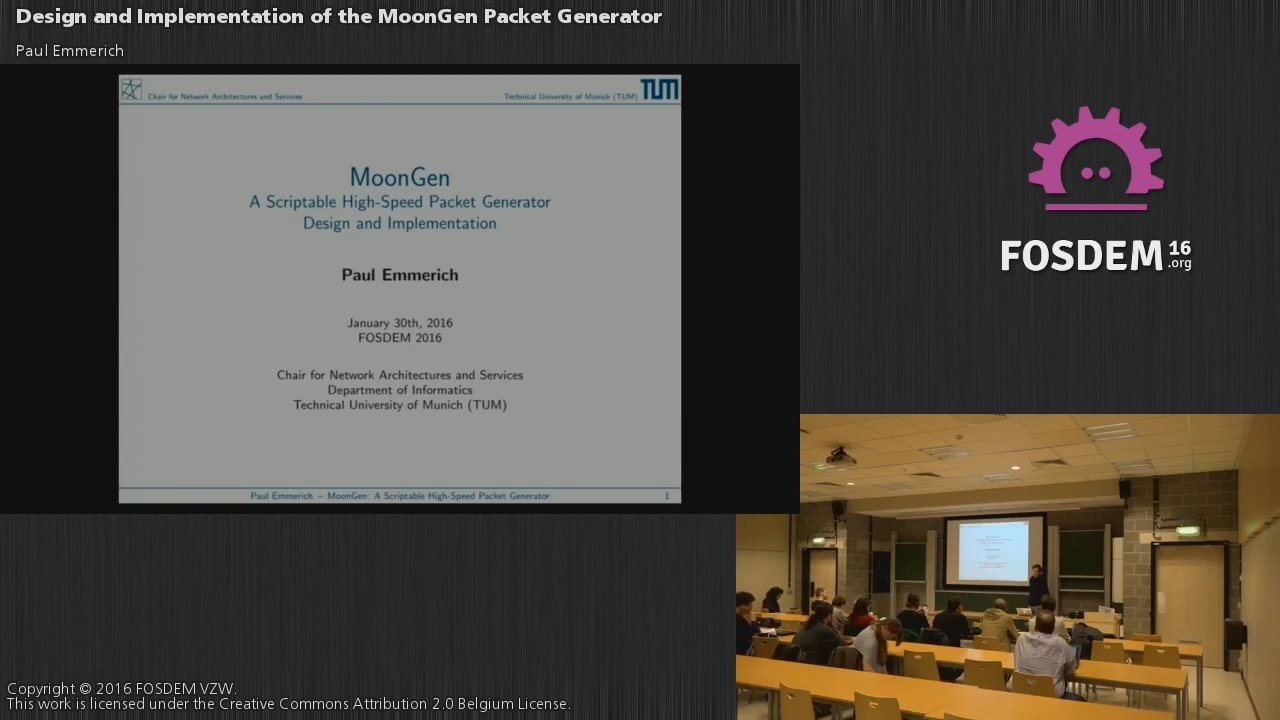 Design and Implementation of the MoonGen Packet Generator
Paul Emmerich
Chair for Network Architectures and Services
Technical University of Munich (TUM)
TUM
MoonGen
A Scriptable High-Speed Packet Generator
Design and Implementation
Paul Emmerich
January 30th, 2016
FOSDEM 2016
Chair for Network Architectures and Services
Department of Informatics
Technical University of Munich (TUM)
Paul Emmerich – MoonGen: A Scriptable High-Speed Packet Generator
1
FOSDEM 16
.org
Copyright © 2016 FOSDEM VZW.
This work is licensed under the Creative Commons Attribution 2.0 Belgium License.